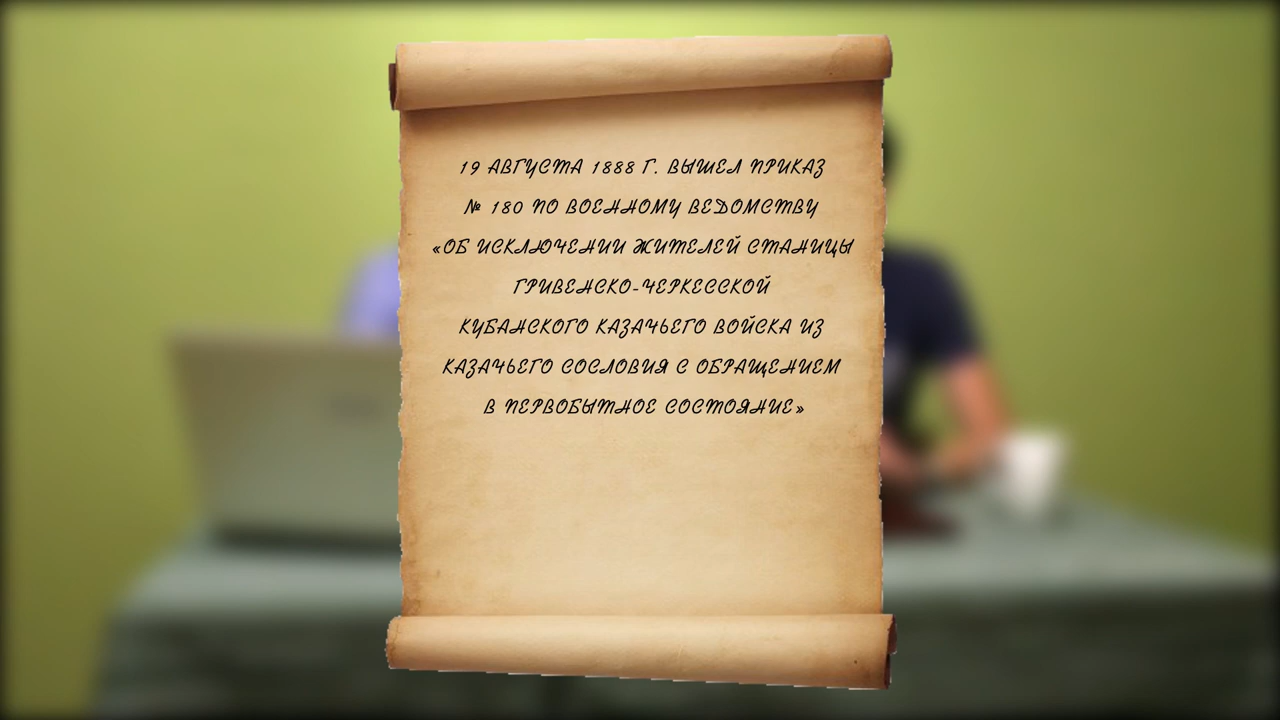 19 АВГУСТА 1888 Г. ВЫШЕЛ ПРИКАЗ
№ 180 ПО ВОЕННОМУ ВЕДОМСТВУ
«ОБ ИСКЛЮЧЕНИИ ЖИТЕЛЕЙ СТАНИЦЫ
ГРИВЕНСКО-ЧЕРКЕССКОЙ
КУБАНСКОГО КАЗАЧЬЕГО ВОЙСКА ИЗ
КАЗАЧЬЕГО СОСЛОВИЯ С ОБРАЩЕНИЕМ
В ПЕРВОБЫТНОЕ СОСТОЯНИЕ»